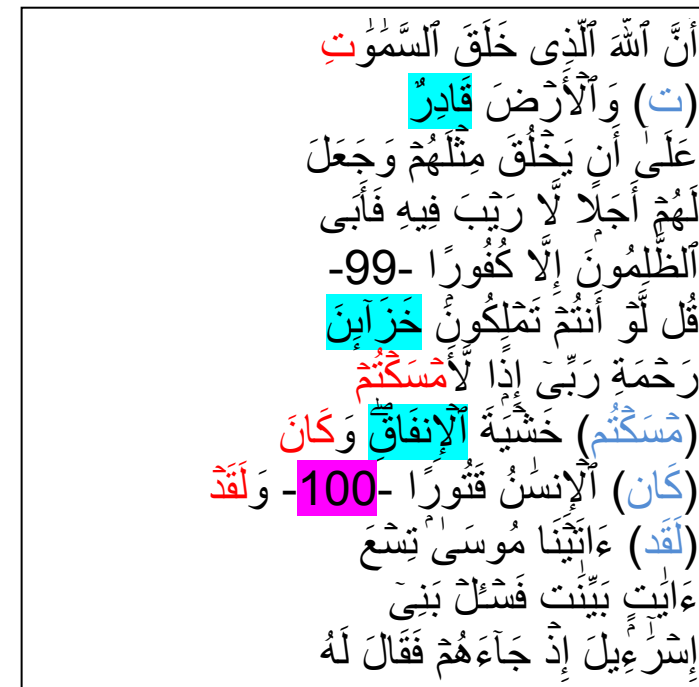 أَنَّ ٱللَّهَ ٱلَّذِى خَلَقَ ٱلسَّمَٰوَٰتِ
(ت) وَٱلۡأَرۡضَ قَادِرٌ
عَلَىٰٓ أَن يَخۡلُقَ مِثۡلَهُمۡ وَجَعَلَ
لَهُمۡ أَجَلࣰا لَّا رَيۡبَ فِيهِ فَأَبَى
ٱلظَّٰلِمُونَ إِلَّا كُفُورࣰا -99-
قُل لَّوۡ أَنتُمۡ تَمۡلِكُونَ خَزَآىِٕنَ
رَحۡمَةِ رَبِّىٓ إِذࣰا لَّأَمۡسَكۡتُمۡ
(مۡسَكۡتُم) خَشۡيَةَ ٱلۡإِنفَاقِۚ وَكَانَ
(كَان) ٱلۡإِنسَٰنُ قَتُورࣰا -100- وَلَقَدۡ
(لَقَد) ءَاتَيۡنَا مُوسَىٰ تِسۡعَ
ءَايَٰتِۭ بَيِّنَٰتࣲ فَسۡـَٔلۡ بَنِىٓ
إِسۡرَٰٓءِيلَ إِذۡ جَآءَهُمۡ فَقَالَ لَهُۥ